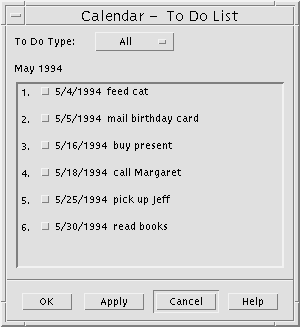 Calendar – To Do List
To Do Type: All
May 1994
1. 5/4/1994 feed cat
2. 5/5/1994 mail birthday card
3. 5/16/1994 buy present
4. 5/18/1994 call Margaret
5. 5/25/1994 pick up Jeff
6. 5/30/1994 read books
OK Apply Cancel Help